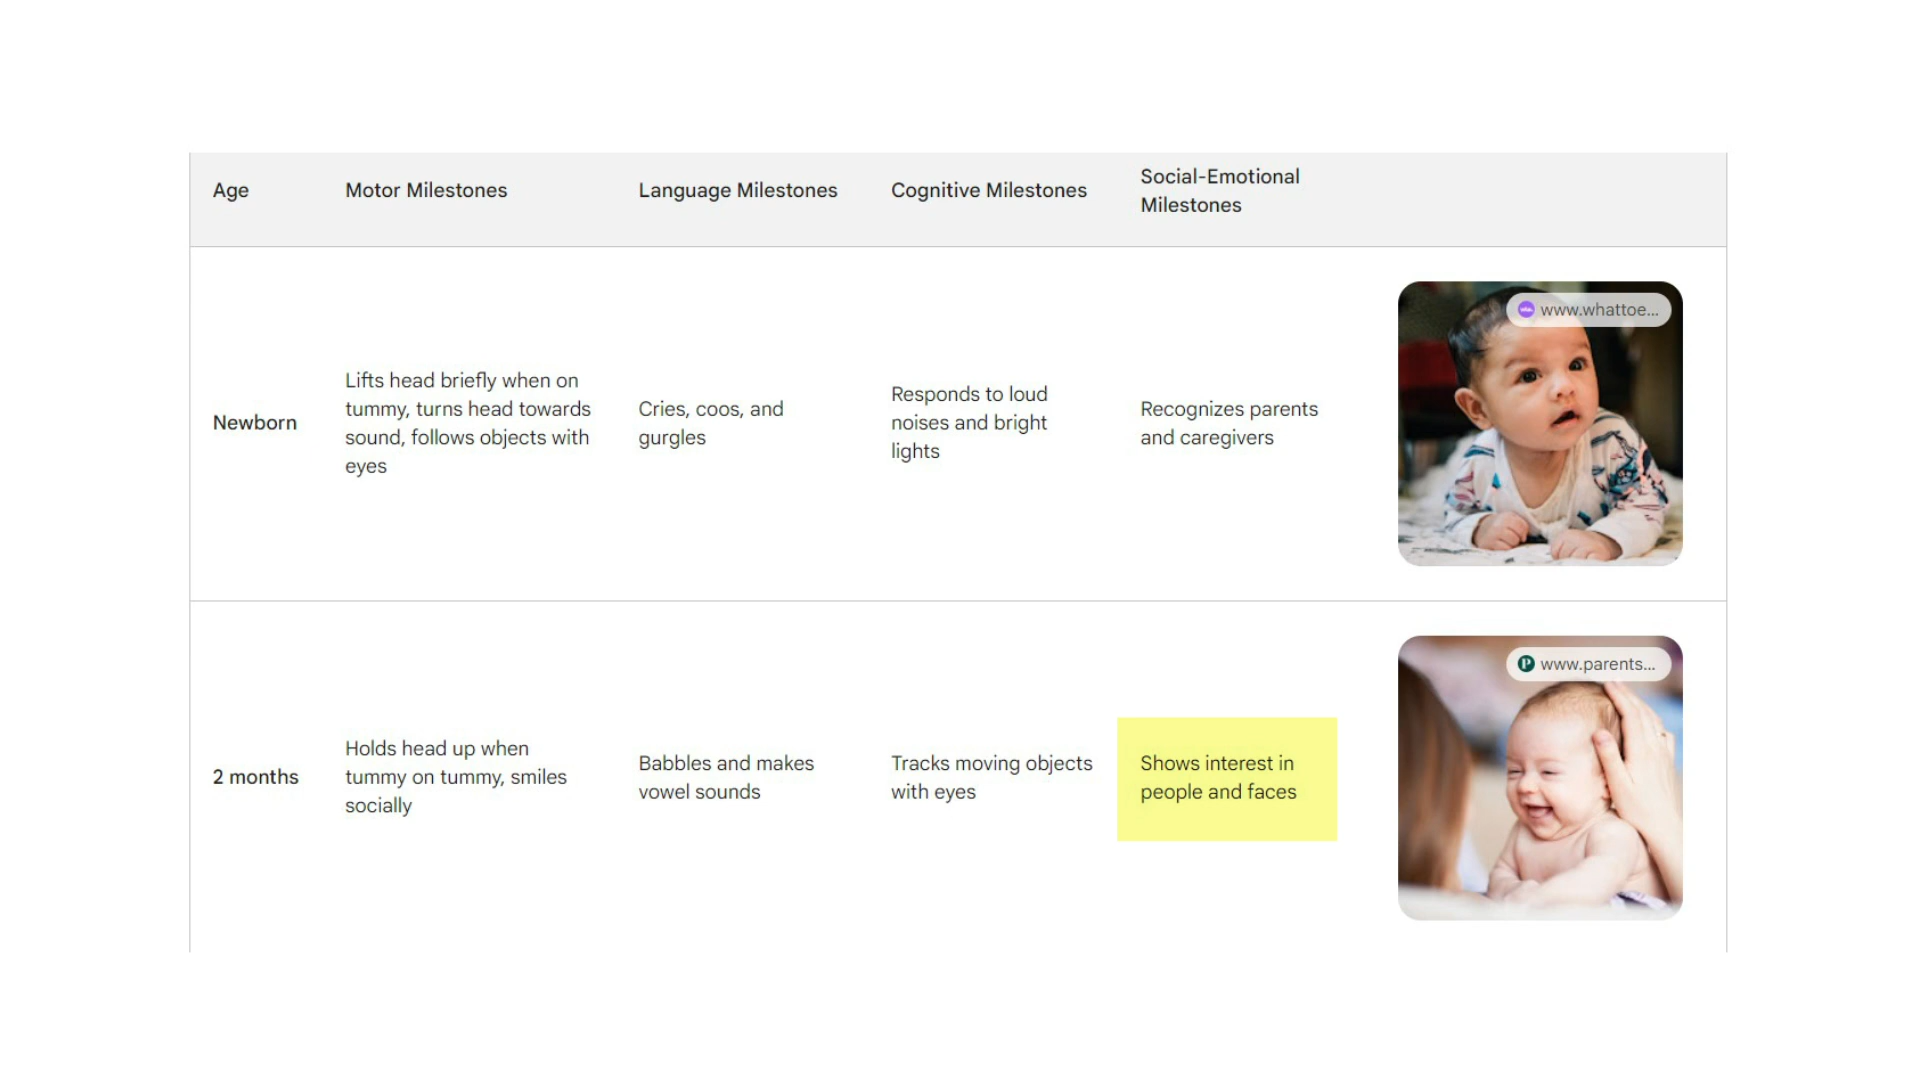 Age
Motor Milestones
Language Milestones
Cognitive Milestones
Social-Emotional
Milestones
Newborn
Lifts head briefly when on
tummy, turns head towards
sound, follows objects with
eyes
Cries, coos, and
gurgles
Responds to loud
noises and bright
lights
Recognizes parents
and caregivers
www.whattoe...
2 months
Holds head up when
tummy on tummy, smiles
socially
Babbles and makes
vowel sounds
Tracks moving objects
with eyes
Shows interest in
people and faces
P www.parents...